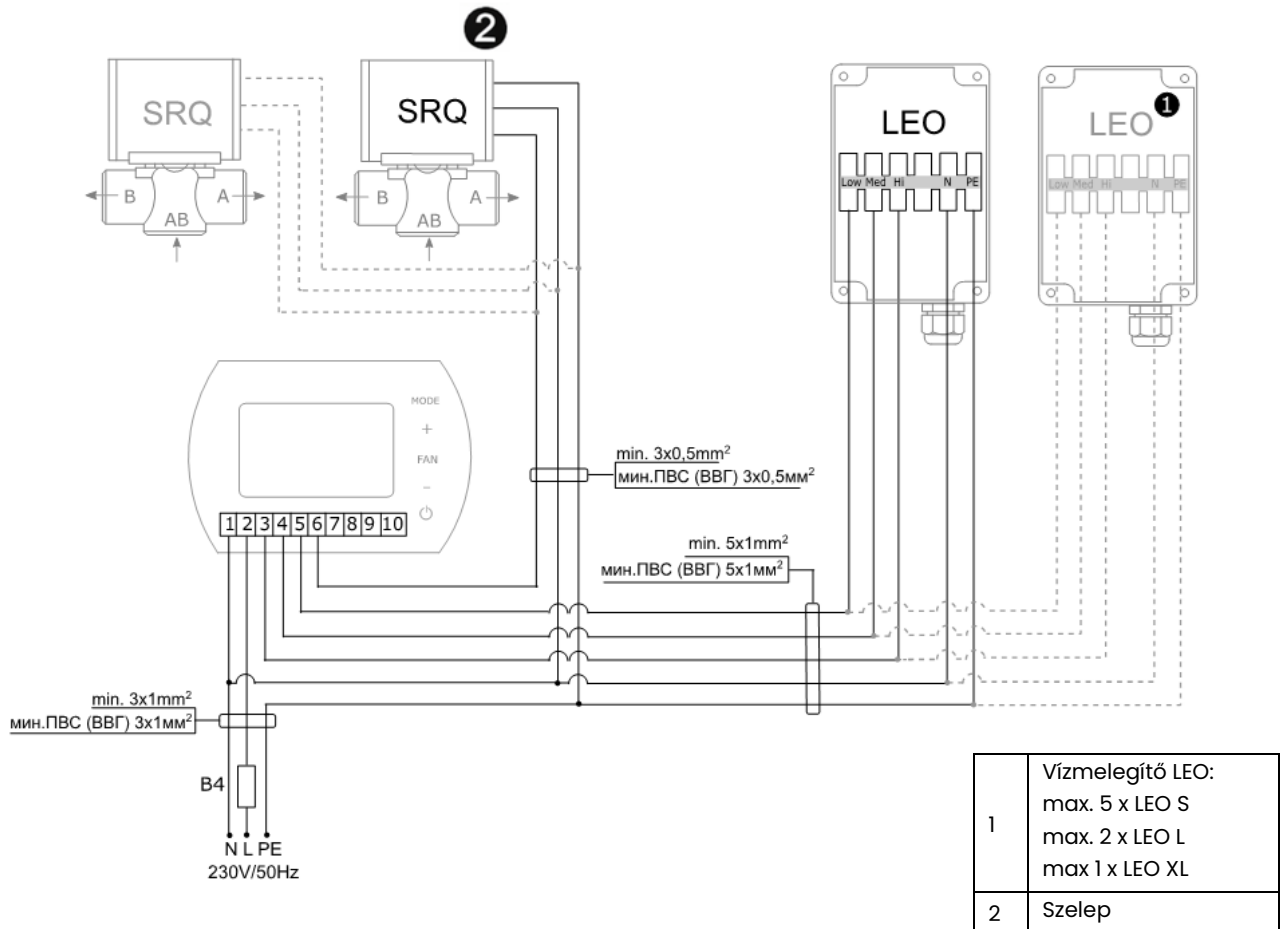 2
SRQ
B
A
AB
SRQ
B
A
AB
LEO
Low Med Hi N PE
LEO 1
Low Med Hi N PE
MODE
+
FAN
–
1 2 3 4 5 6 7 8 9 10
min. 3x0,5mm²
мин.ПВС (ВВГ) 3x0,5мм²
min. 5x1mm²
мин.ПВС (ВВГ) 5x1мм²
min. 3x1mm²
мин.ПВС (ВВГ) 3x1мм²
B4
N L PE
230V/50Hz
1
Vízmelegítő LEO:
max. 5 x LEO S
max. 2 x LEO L
max 1 x LEO XL
2
Szelep